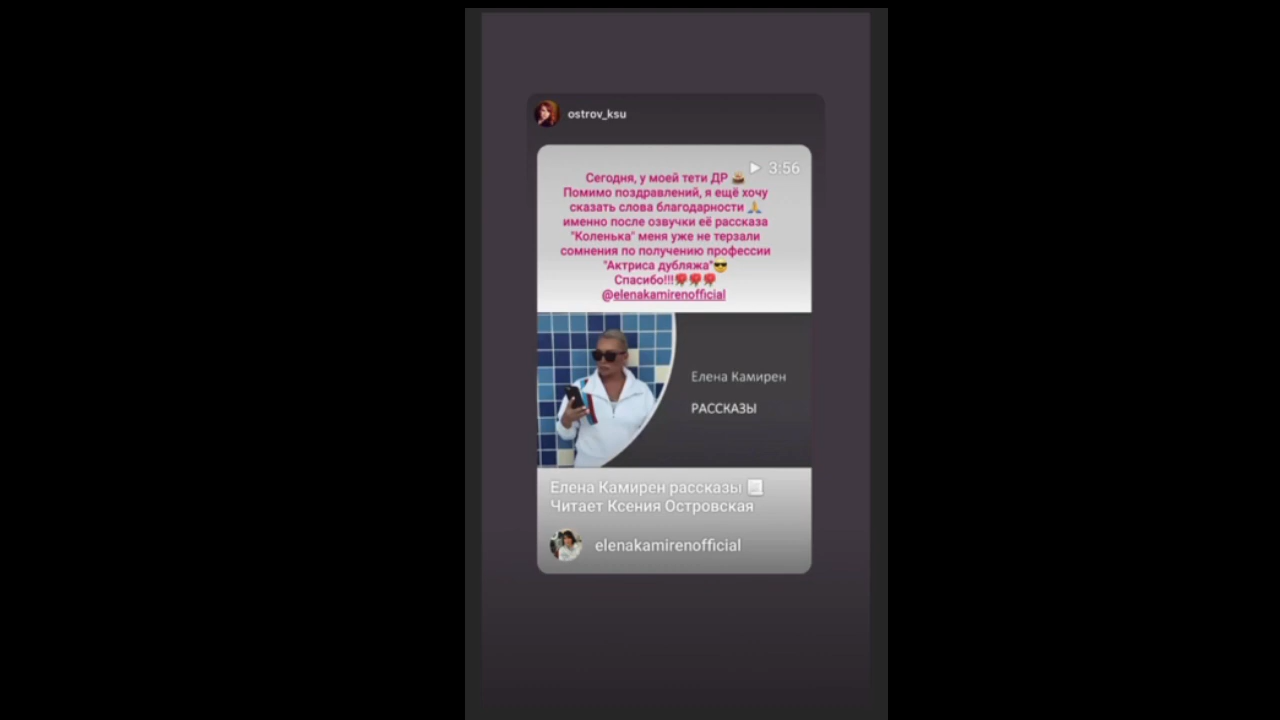 ostrov_ksu
3:56
Сегодня, у моей тети ДР
Помимо поздравлений, я ещё хочу
сказать слова благодарности
именно после озвучки её рассказа
"Коленька" меня уже не терзали
сомнения по получению профессии
"Актриса дубляжа"
Спасибо!!!
@elenakamirenofficial
Елена Камирен
РАССКАЗЫ
Елена Камирен рассказы
Читает Ксения Островская
elenakamirenofficial